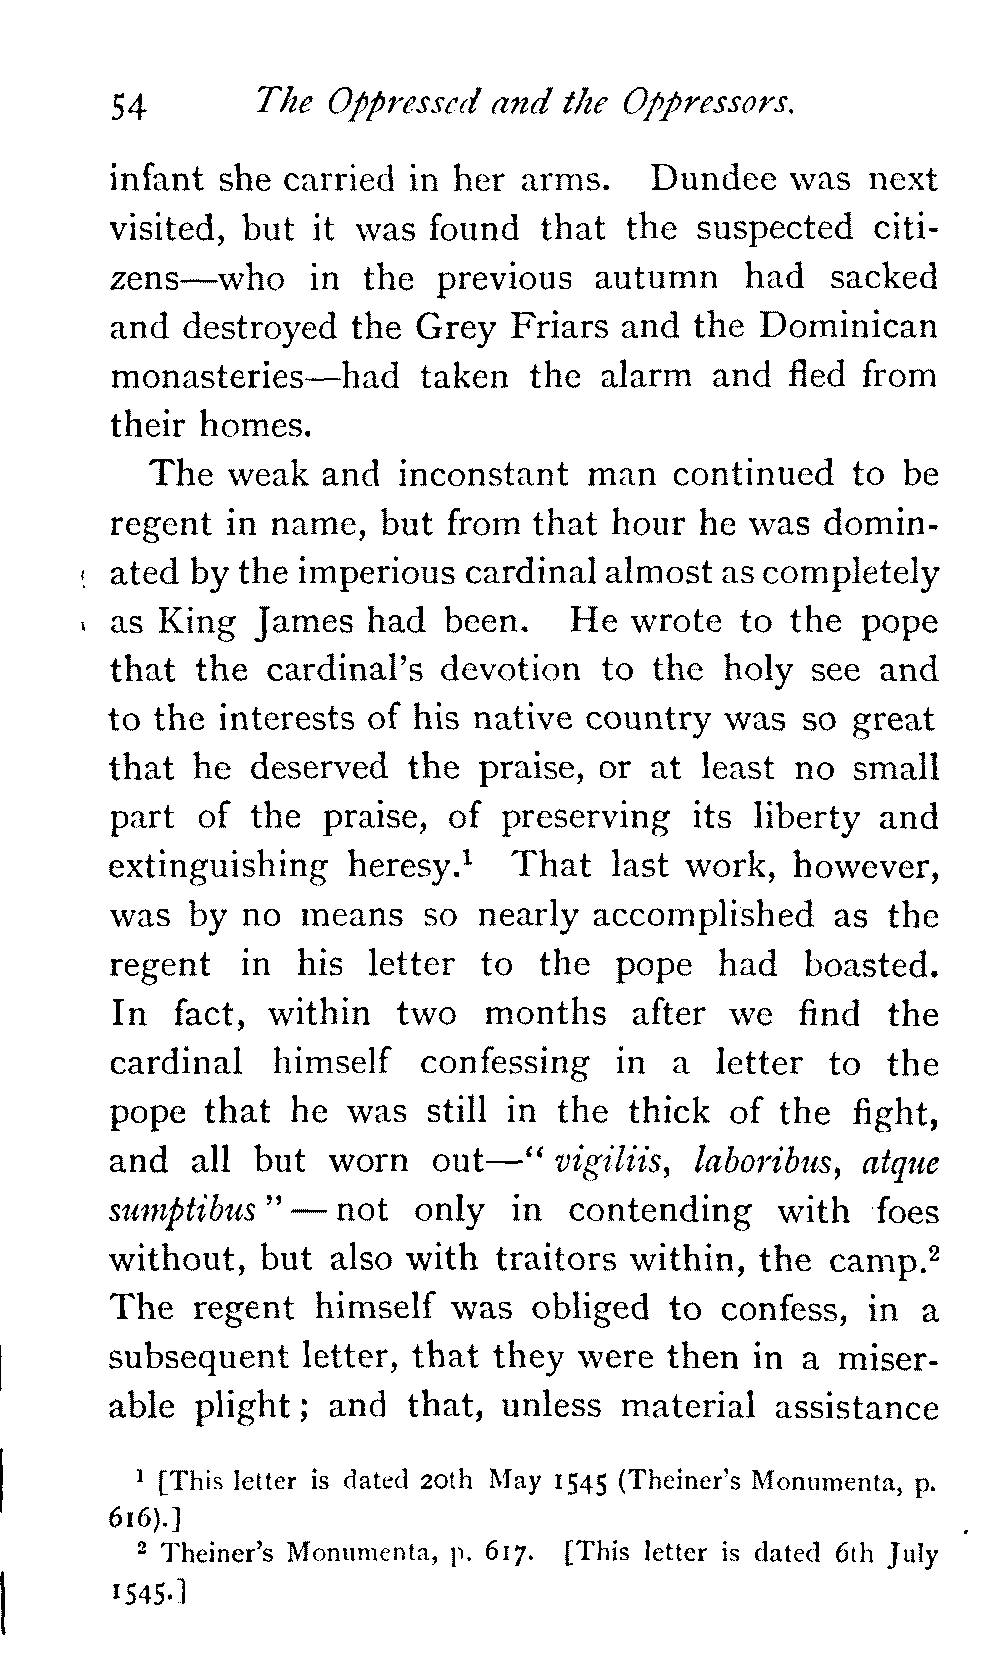 54 The Oppressed and the Oppressors.
infant she carried in her arms. Dundee was next
visited, but it was found that the suspected citi-
zens—who in the previous autumn had sacked
and destroyed the Grey Friars and the Dominican
monasteries—had taken the alarm and fled from
their homes.
The weak and inconstant man continued to be
regent in name, but from that hour he was domin-
ated by the imperious cardinal almost as completely
as King James had been. He wrote to the pope
that the cardinal's devotion to the holy see and
to the interests of his native country was so great
that he deserved the praise, or at least no small
part of the praise, of preserving its liberty and
extinguishing heresy.¹ That last work, however,
was by no means so nearly accomplished as the
regent in his letter to the pope had boasted.
In fact, within two months after we find the
cardinal himself confessing in a letter to the
pope that he was still in the thick of the fight,
and all but worn out—“ vigiliis, laboribus, atque
sumptibus ” — not only in contending with foes
without, but also with traitors within, the camp.²
The regent himself was obliged to confess, in a
subsequent letter, that they were then in a miser-
able plight ; and that, unless material assistance
¹ [This letter is dated 20th May 1545 (Theiner's Monumenta, p.
616).]
² Theiner's Monumenta, p. 617. [This letter is dated 6th July
1545.]